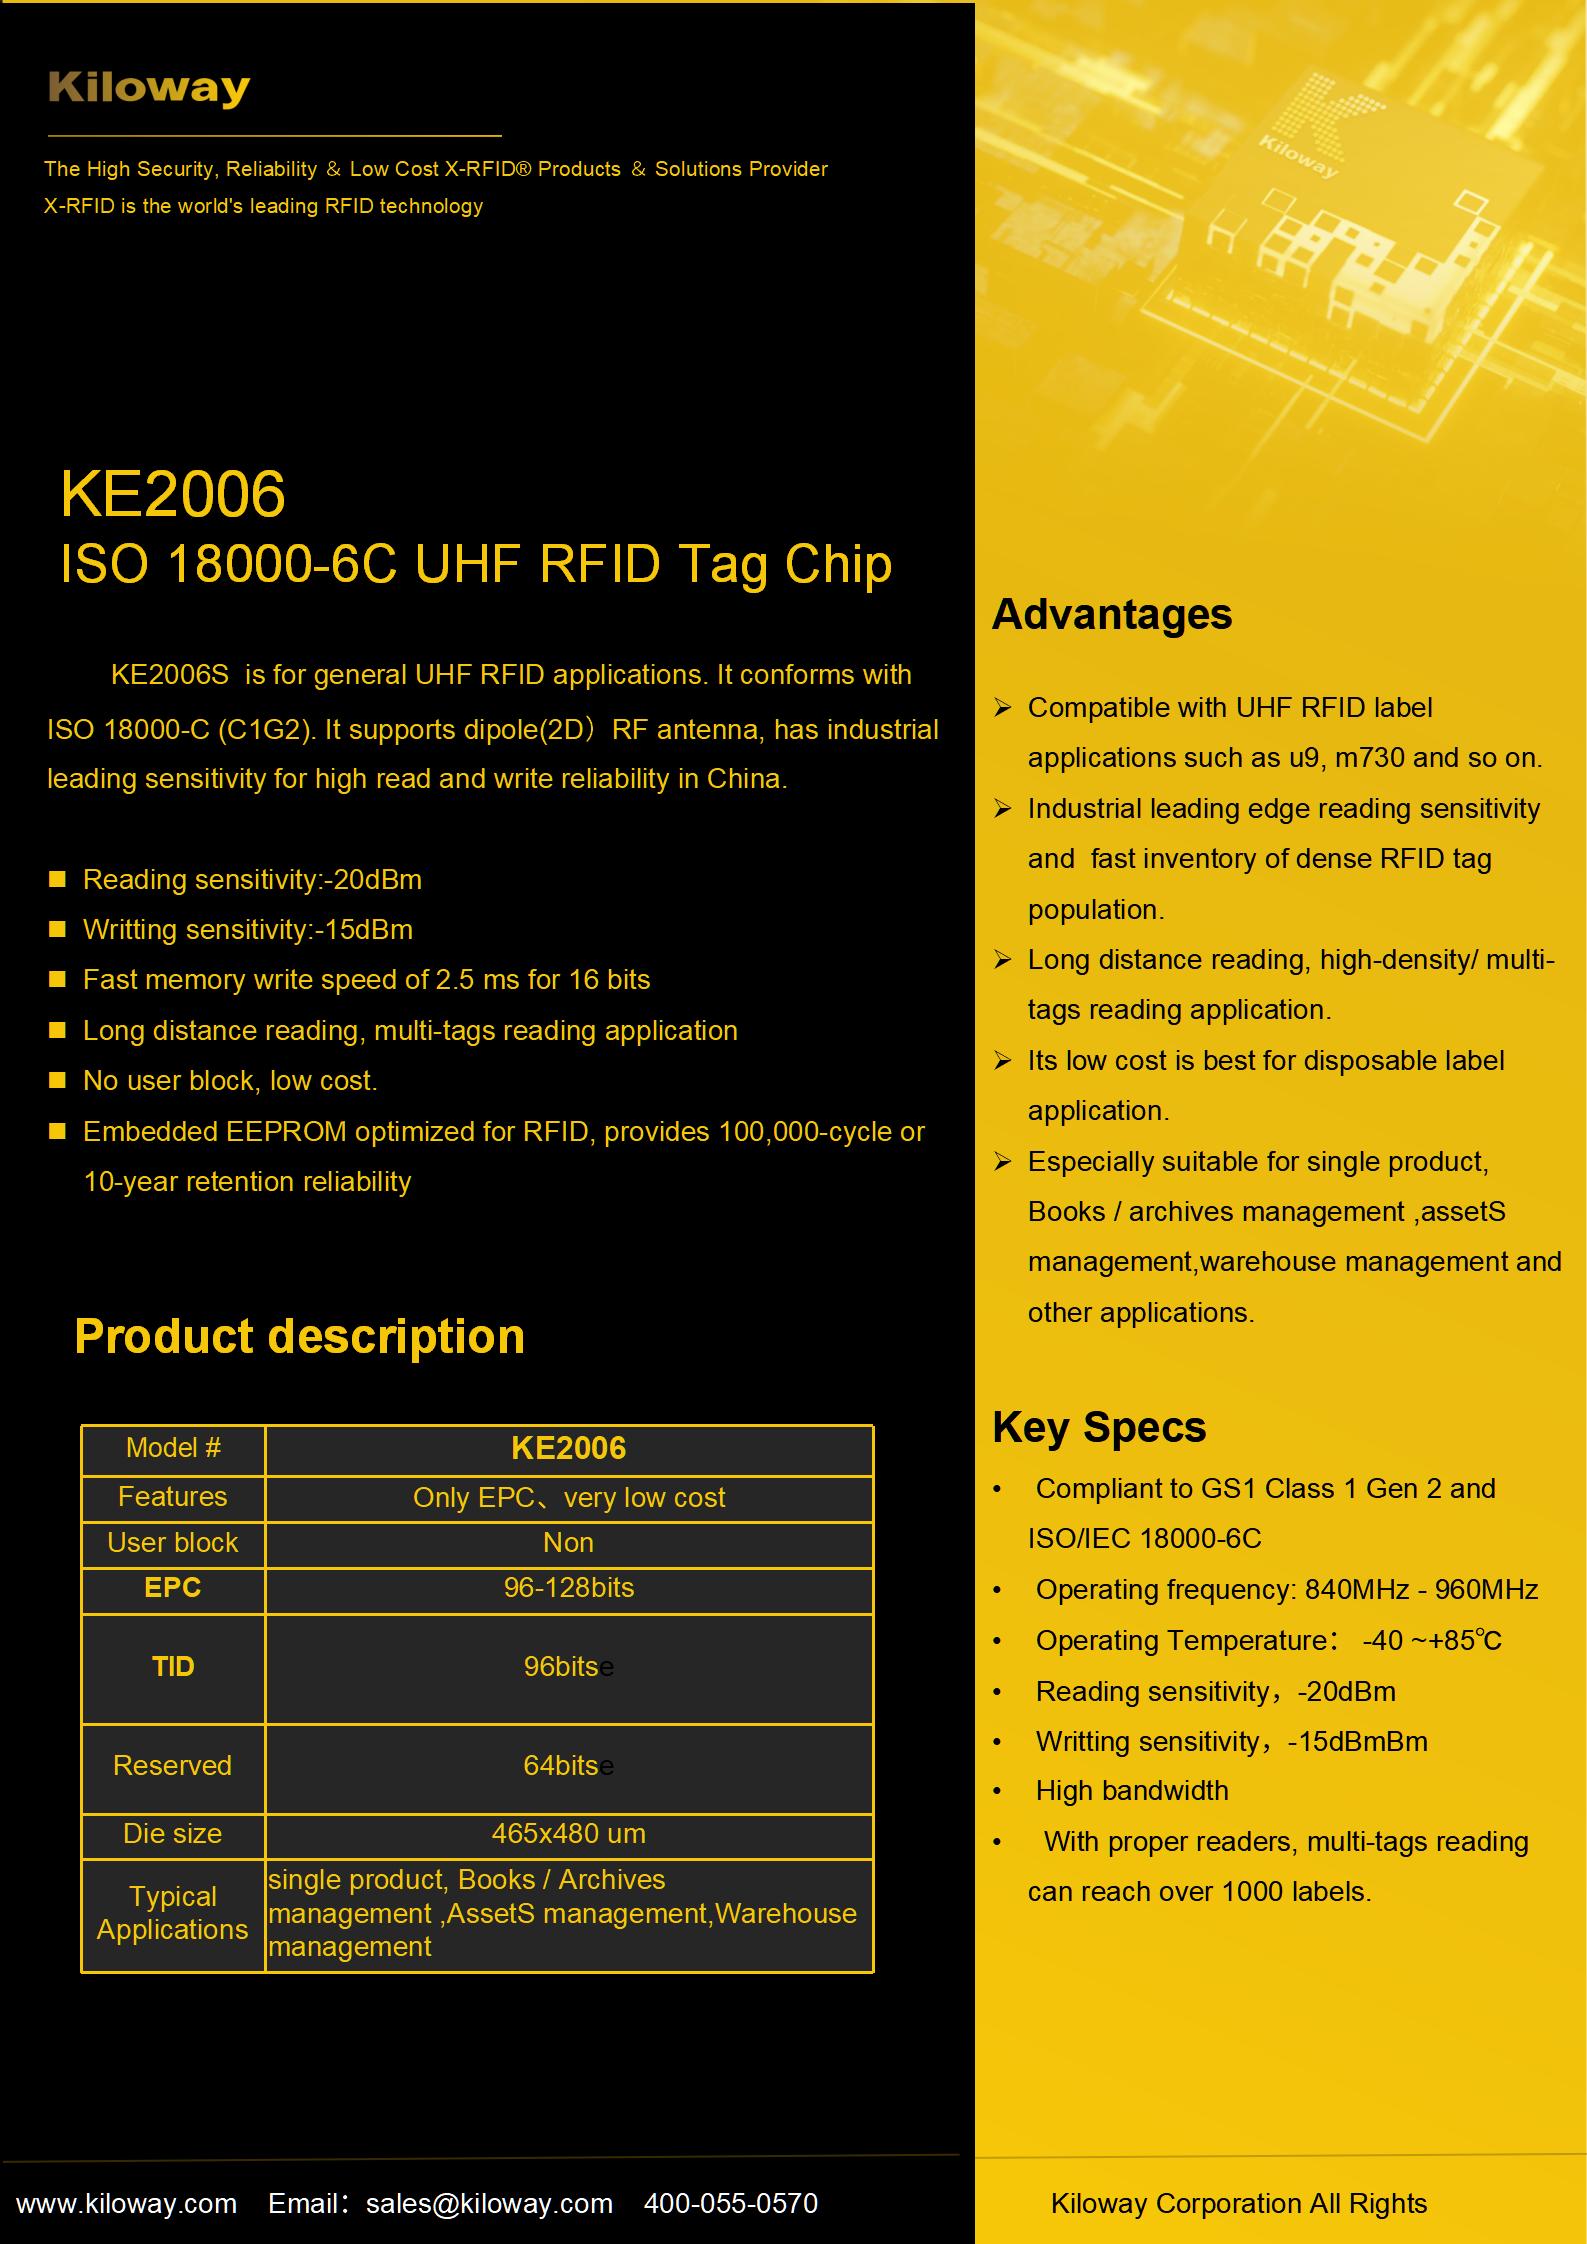 Kiloway
The High Security, Reliability ＆ Low Cost X-RFID® Products ＆ Solutions Provider
X-RFID is the world's leading RFID technology
K
Kiloway
KE2006
ISO 18000-6C UHF RFID Tag Chip
KE2006S is for general UHF RFID applications. It conforms with
ISO 18000-C (C1G2). It supports dipole(2D）RF antenna, has industrial
leading sensitivity for high read and write reliability in China.
■ Reading sensitivity:-20dBm
■ Writting sensitivity:-15dBm
■ Fast memory write speed of 2.5 ms for 16 bits
■ Long distance reading, multi-tags reading application
■ No user block, low cost.
■ Embedded EEPROM optimized for RFID, provides 100,000-cycle or
10-year retention reliability
Product description
Model # KE2006
Features Only EPC、very low cost
User block Non
EPC 96-128bits
TID 96bitse
Reserved 64bitse
Die size 465x480 um
Typical
Applications
single product, Books / Archives
management ,AssetS management,Warehouse
management
Advantages
➢ Compatible with UHF RFID label
applications such as u9, m730 and so on.
➢ Industrial leading edge reading sensitivity
and fast inventory of dense RFID tag
population.
➢ Long distance reading, high-density/ multi-
tags reading application.
➢ Its low cost is best for disposable label
application.
➢ Especially suitable for single product,
Books / archives management ,assetS
management,warehouse management and
other applications.
Key Specs
• Compliant to GS1 Class 1 Gen 2 and
ISO/IEC 18000-6C
• Operating frequency: 840MHz - 960MHz
• Operating Temperature： -40 ~+85℃
• Reading sensitivity，-20dBm
• Writting sensitivity，-15dBmBm
• High bandwidth
• With proper readers, multi-tags reading
can reach over 1000 labels.
www.kiloway.com Email：sales@kiloway.com 400-055-0570
Kiloway Corporation All Rights